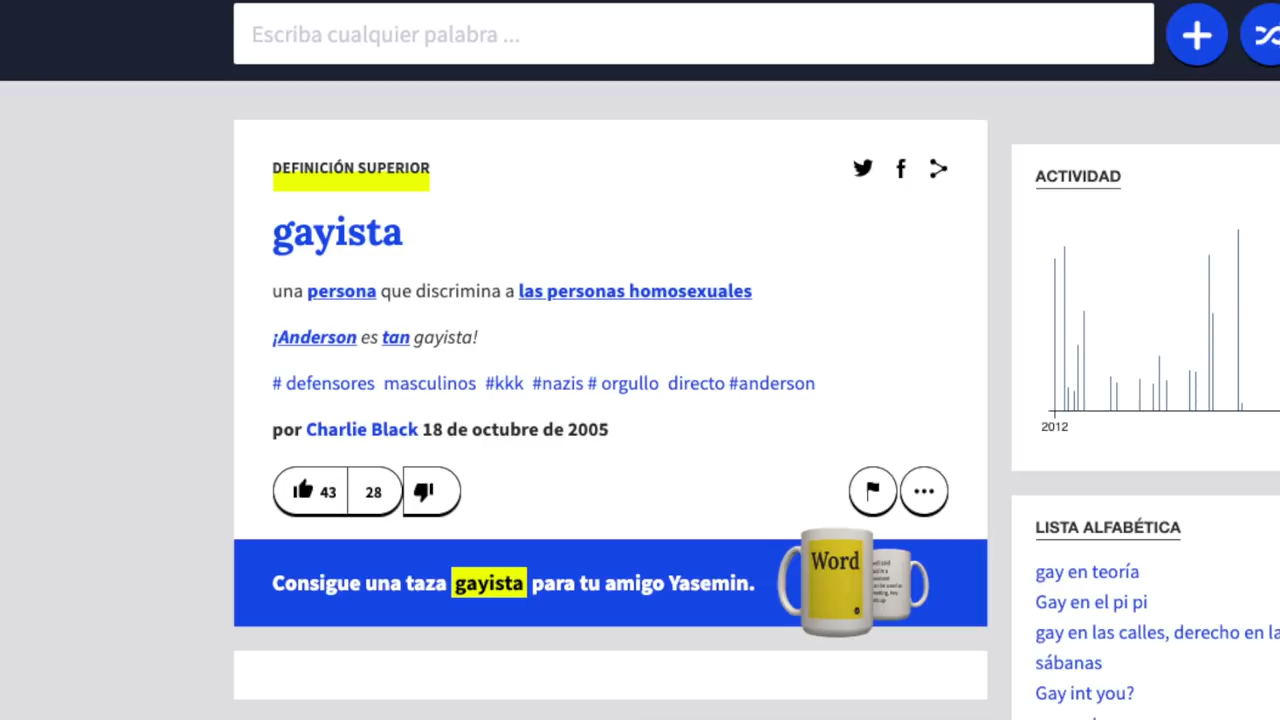 Escriba cualquier palabra ...
DEFINICIÓN SUPERIOR
gayista
una persona que discrimina a las personas homosexuales
¡Anderson es tan gayista!
# defensores masculinos #kkk #nazis # orgullo directo #anderson
por Charlie Black 18 de octubre de 2005
43 28
Consigue una taza gayista para tu amigo Yasemin.
Word
ACTIVIDAD
2012
LISTA ALFABÉTICA
gay en teoría
Gay en el pi pi
gay en las calles, derecho en la
sábanas
Gay int you?